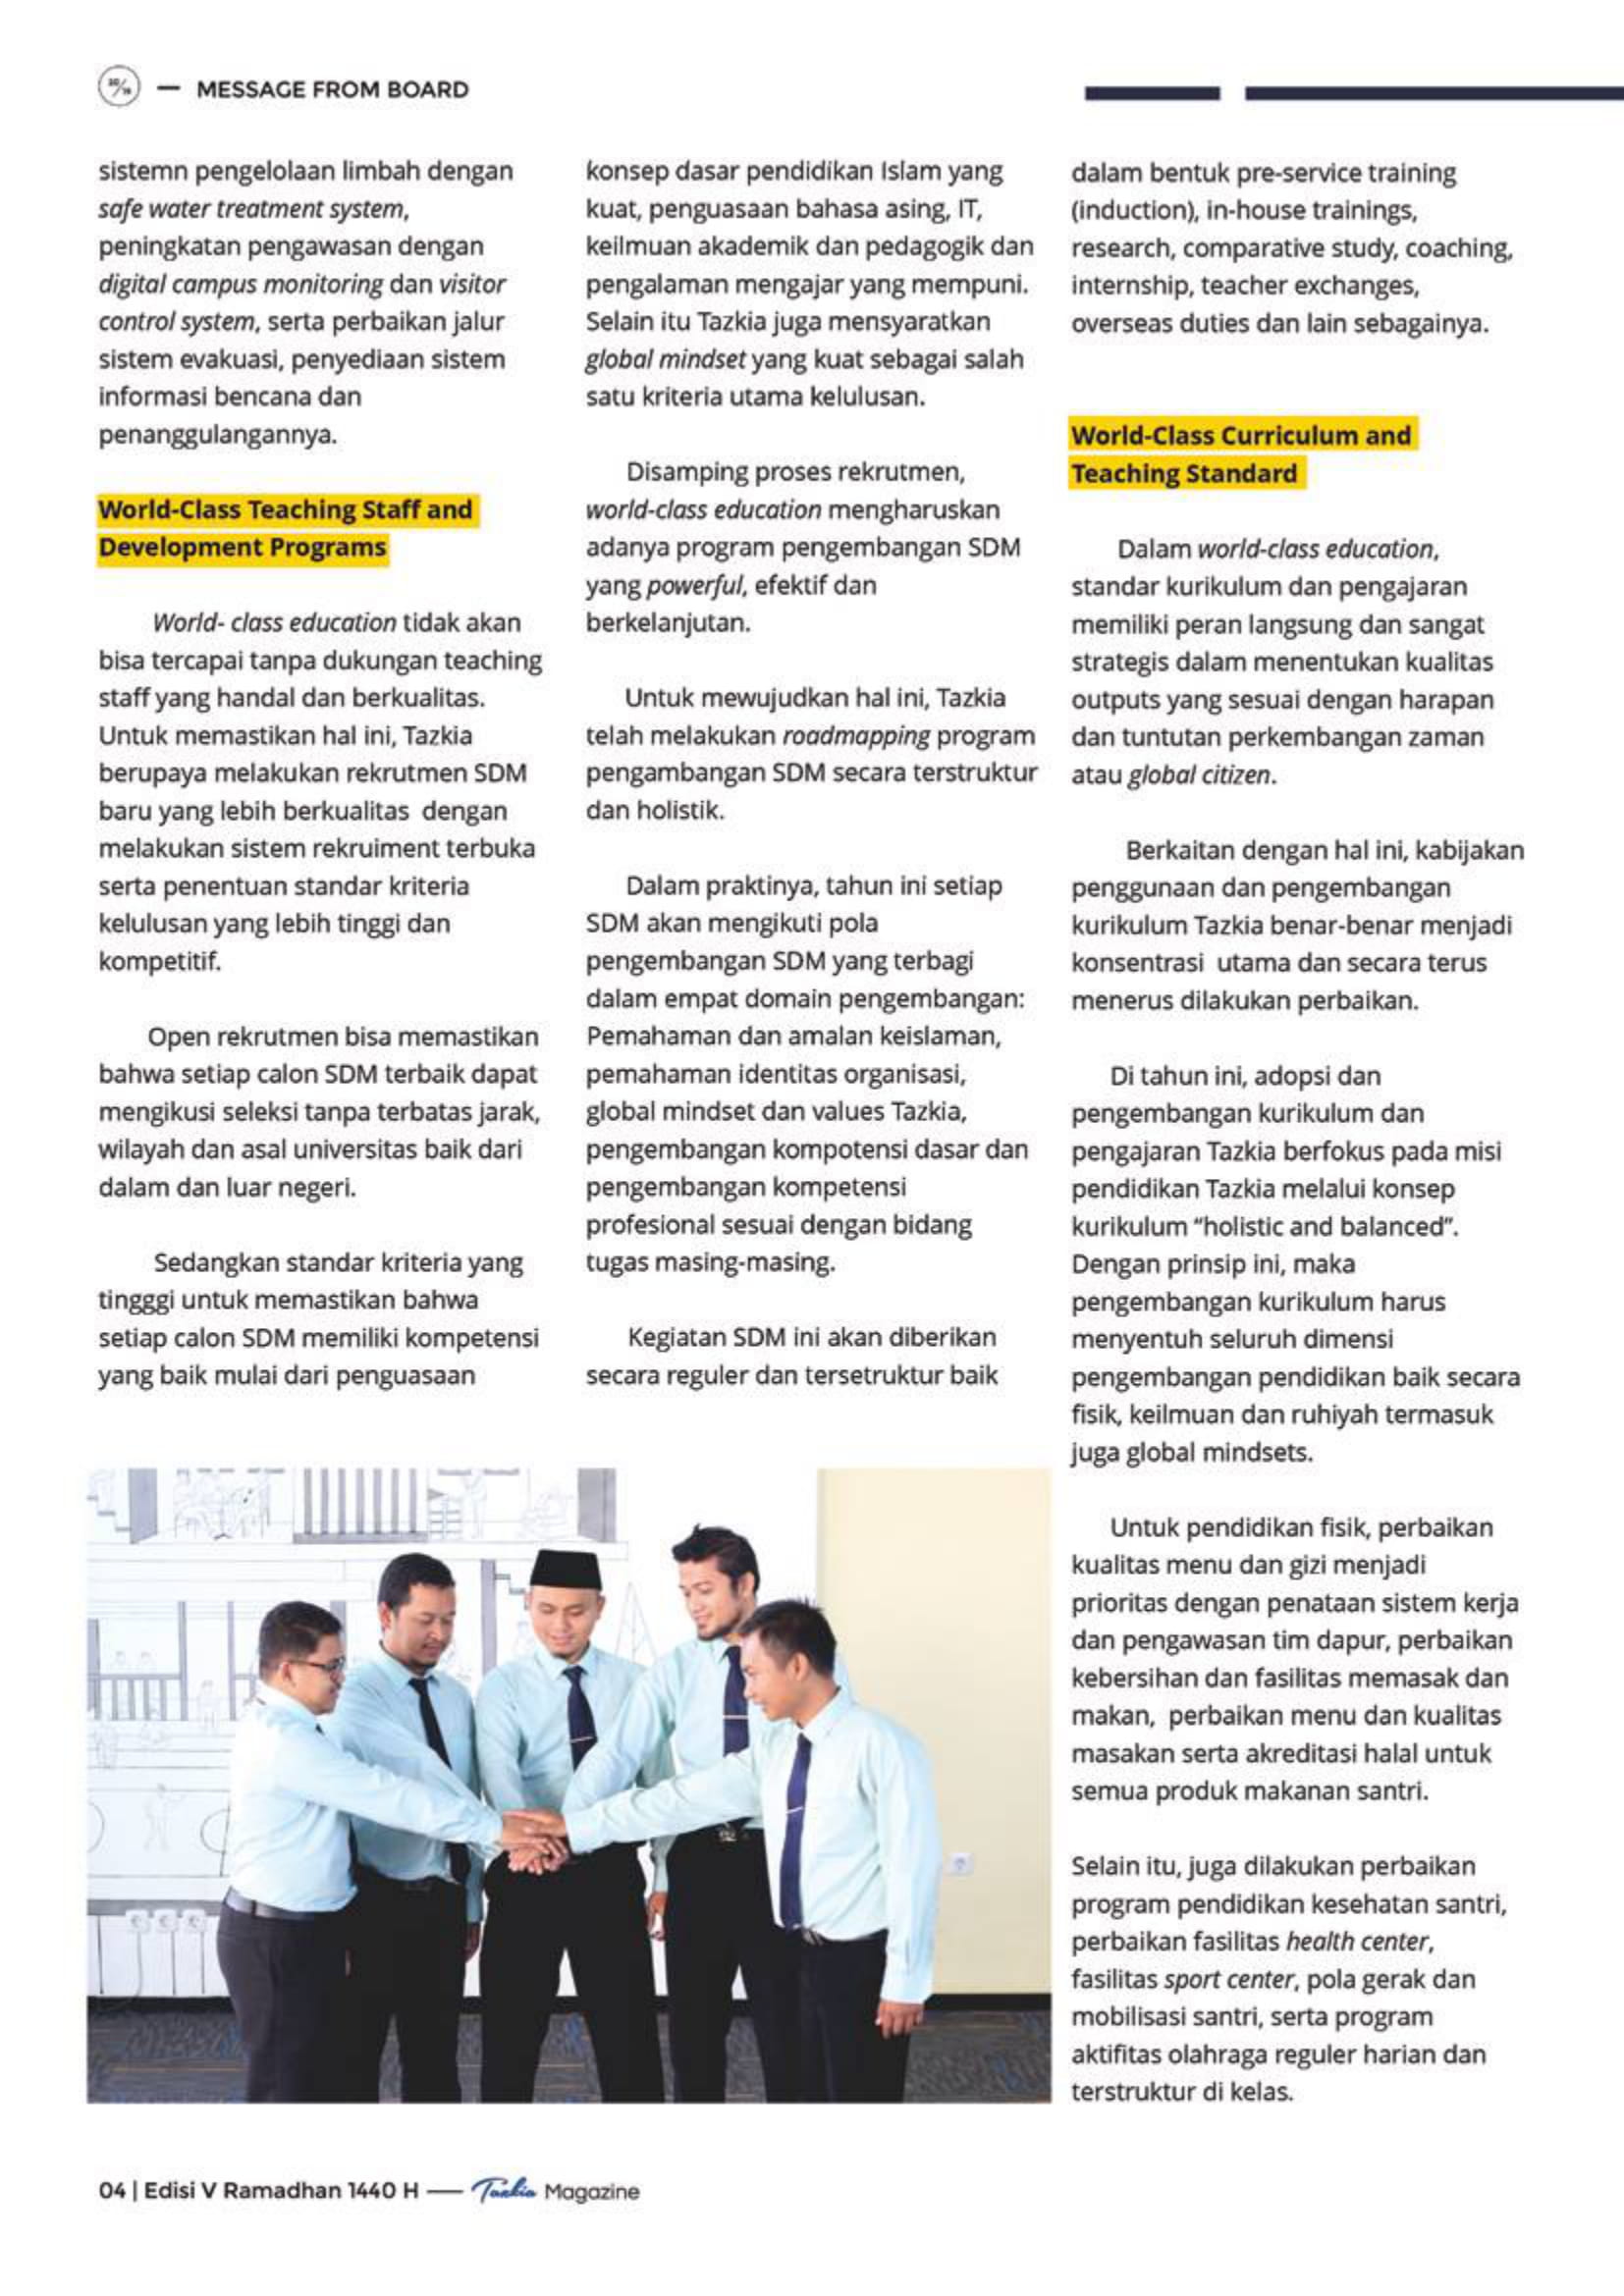 MESSAGE FROM BOARD
sistemn pengelolaan limbah dengan
safe water treatment system,
peningkatan pengawasan dengan
digital campus monitoring dan visitor
control system, serta perbaikan jalur
sistem evakuasi, penyediaan sistem
informasi bencana dan
penanggulangannya.
World-Class Teaching Staff and
Development Programs
World- class education tidak akan
bisa tercapai tanpa dukungan teaching
staff yang handal dan berkualitas.
Untuk memastikan hal ini, Tazkia
berupaya melakukan rekrutmen SDM
baru yang lebih berkualitas dengan
melakukan sistem rekruiment terbuka
serta penentuan standar kriteria
kelulusan yang lebih tinggi dan
kompetitif.
Open rekrutmen bisa memastikan
bahwa setiap calon SDM terbaik dapat
mengikusi seleksi tanpa terbatas jarak,
wilayah dan asal universitas baik dari
dalam dan luar negeri.
Sedangkan standar kriteria yang
tingggi untuk memastikan bahwa
setiap calon SDM memiliki kompetensi
yang baik mulai dari penguasaan
konsep dasar pendidikan Islam yang
kuat, penguasaan bahasa asing, IT,
keilmuan akademik dan pedagogik dan
pengalaman mengajar yang mempuni.
Selain itu Tazkia juga mensyaratkan
global mindset yang kuat sebagai salah
satu kriteria utama kelulusan.
Disamping proses rekrutmen,
world-class education mengharuskan
adanya program pengembangan SDM
yang powerful, efektif dan
berkelanjutan.
Untuk mewujudkan hal ini, Tazkia
telah melakukan roadmapping program
pengambangan SDM secara terstruktur
dan holistik.
Dalam praktinya, tahun ini setiap
SDM akan mengikuti pola
pengembangan SDM yang terbagi
dalam empat domain pengembangan:
Pemahaman dan amalan keislaman,
pemahaman identitas organisasi,
global mindset dan values Tazkia,
pengembangan kompotensi dasar dan
pengembangan kompetensi
profesional sesuai dengan bidang
tugas masing-masing.
Kegiatan SDM ini akan diberikan
secara reguler dan tersetruktur baik
dalam bentuk pre-service training
(induction), in-house trainings,
research, comparative study, coaching,
internship, teacher exchanges,
overseas duties dan lain sebagainya.
World-Class Curriculum and
Teaching Standard
Dalam world-class education,
standar kurikulum dan pengajaran
memiliki peran langsung dan sangat
strategis dalam menentukan kualitas
outputs yang sesuai dengan harapan
dan tuntutan perkembangan zaman
atau global citizen.
Berkaitan dengan hal ini, kabijakan
penggunaan dan pengembangan
kurikulum Tazkia benar-benar menjadi
konsentrasi utama dan secara terus
menerus dilakukan perbaikan.
Di tahun ini, adopsi dan
pengembangan kurikulum dan
pengajaran Tazkia berfokus pada misi
pendidikan Tazkia melalui konsep
kurikulum “holistic and balanced”.
Dengan prinsip ini, maka
pengembangan kurikulum harus
menyentuh seluruh dimensi
pengembangan pendidikan baik secara
fisik, keilmuan dan ruhiyah termasuk
juga global mindsets.
Untuk pendidikan fisik, perbaikan
kualitas menu dan gizi menjadi
prioritas dengan penataan sistem kerja
dan pengawasan tim dapur, perbaikan
kebersihan dan fasilitas memasak dan
makan, perbaikan menu dan kualitas
masakan serta akreditasi halal untuk
semua produk makanan santri.
Selain itu, juga dilakukan perbaikan
program pendidikan kesehatan santri,
perbaikan fasilitas health center,
fasilitas sport center, pola gerak dan
mobilisasi santri, serta program
aktifitas olahraga reguler harian dan
terstruktur di kelas.
04 | Edisi V Ramadhan 1440 H — Tazkia Magazine